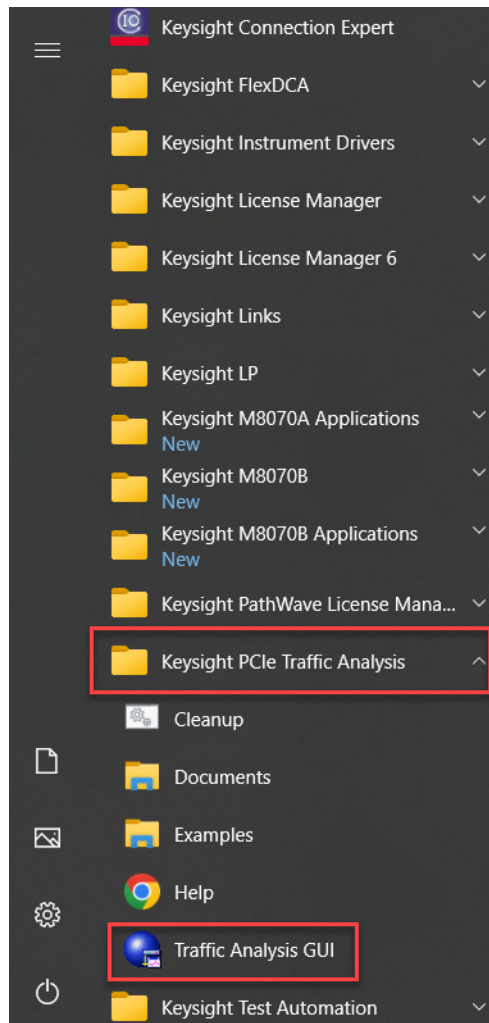 IO
Keysight Connection Expert
Keysight FlexDCA
Keysight Instrument Drivers
Keysight License Manager
Keysight License Manager 6
Keysight Links
Keysight LP
Keysight M8070A Applications
New
Keysight M8070B
New
Keysight M8070B Applications
New
Keysight PathWave License Mana...
Keysight PCIe Traffic Analysis
Cleanup
Documents
Examples
Help
Traffic Analysis GUI
Keysight Test Automation